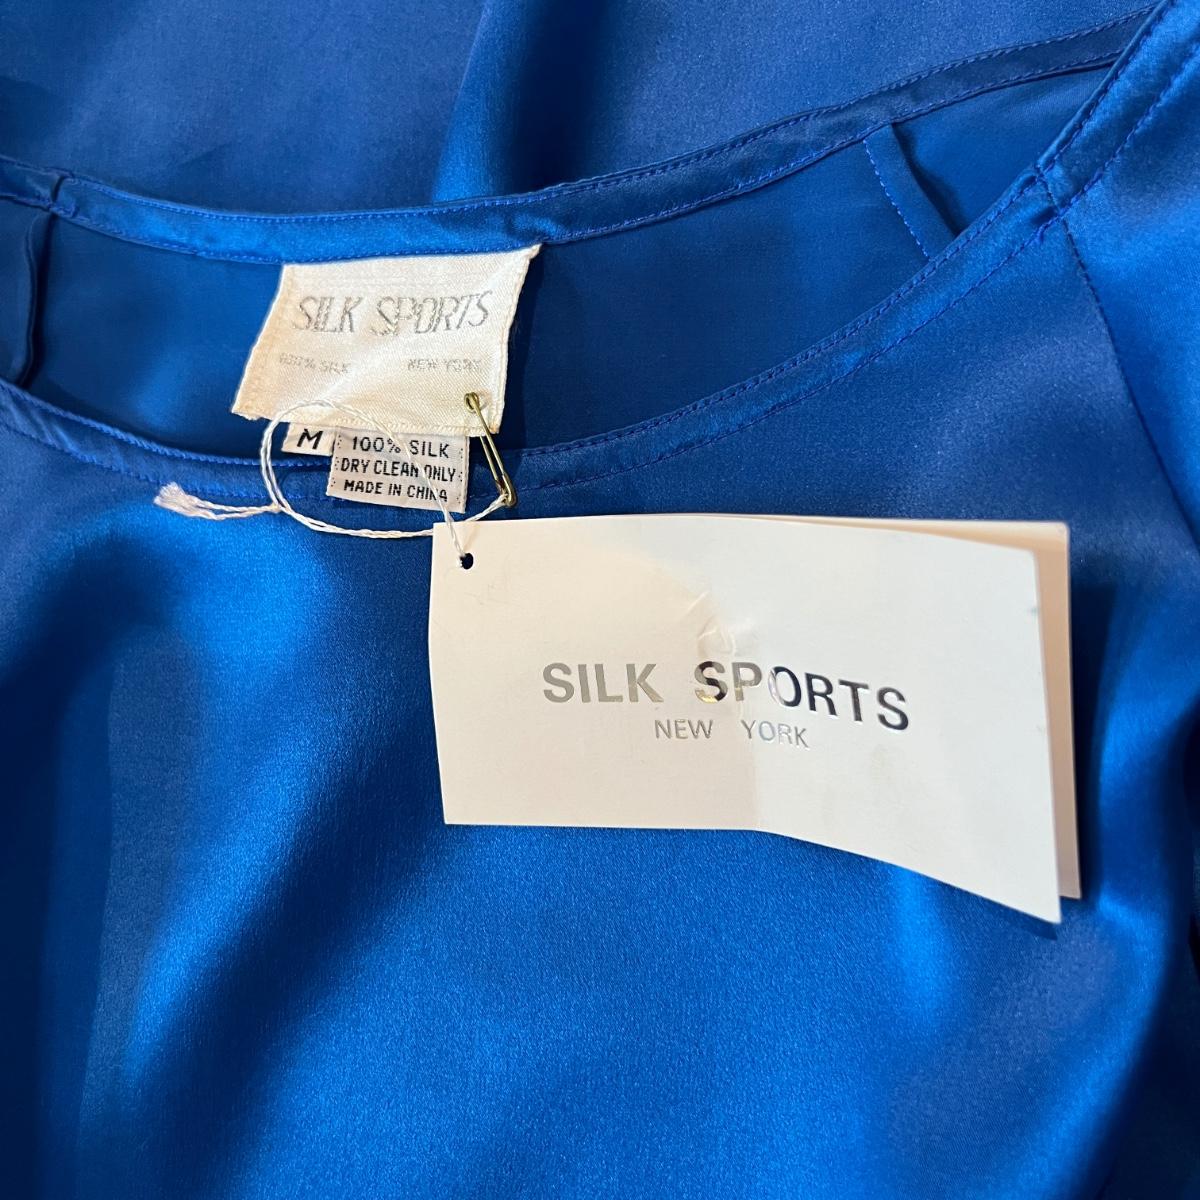 SILK SPORTS
100% SILK NEW YORK
M
100% SILK
DRY CLEAN ONLY
MADE IN CHINA
SILK SPORTS
NEW YORK